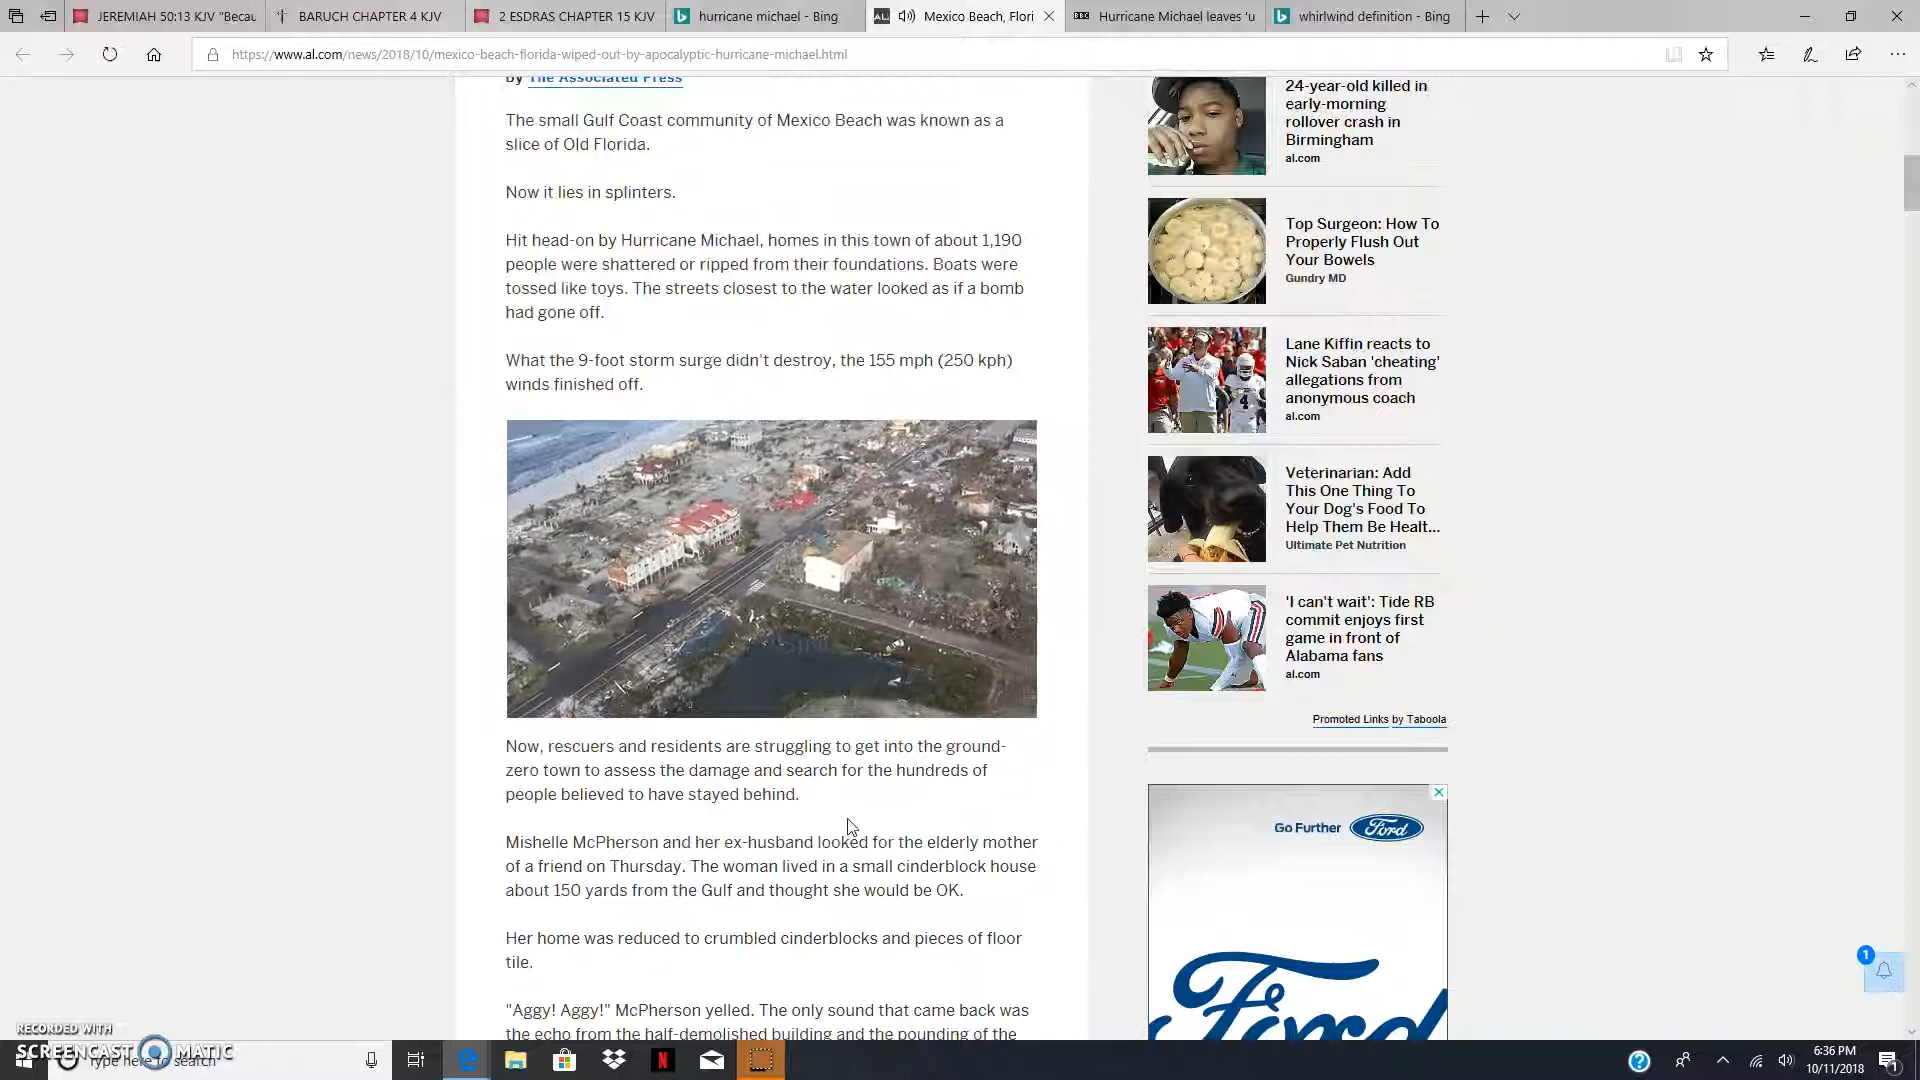 JEREMIAH 50:13 KJV "Becau
BARUCH CHAPTER 4 KJV
2 ESDRAS CHAPTER 15 KJV
hurricane michael - Bing
Mexico Beach, Flori
Hurricane Michael leaves 'u
whirlwind definition - Bing
https://www.al.com/news/2018/10/mexico-beach-florida-wiped-out-by-apocalyptic-hurricane-michael.html
By The Associated Press
The small Gulf Coast community of Mexico Beach was known as a
slice of Old Florida.
Now it lies in splinters.
Hit head-on by Hurricane Michael, homes in this town of about 1,190
people were shattered or ripped from their foundations. Boats were
tossed like toys. The streets closest to the water looked as if a bomb
had gone off.
What the 9-foot storm surge didn't destroy, the 155 mph (250 kph)
winds finished off.
Now, rescuers and residents are struggling to get into the ground-
zero town to assess the damage and search for the hundreds of
people believed to have stayed behind.
Mishelle McPherson and her ex-husband looked for the elderly mother
of a friend on Thursday. The woman lived in a small cinderblock house
about 150 yards from the Gulf and thought she would be OK.
Her home was reduced to crumbled cinderblocks and pieces of floor
tile.
"Aggy! Aggy!" McPherson yelled. The only sound that came back was
the echo from the half-demolished building and the pounding of the
24-year-old killed in
early-morning
rollover crash in
Birmingham
al.com
Top Surgeon: How To
Properly Flush Out
Your Bowels
Gundry MD
Lane Kiffin reacts to
Nick Saban 'cheating'
allegations from
anonymous coach
al.com
Veterinarian: Add
This One Thing To
Your Dog's Food To
Help Them Be Healt...
Ultimate Pet Nutrition
'I can't wait': Tide RB
commit enjoys first
game in front of
Alabama fans
al.com
Promoted Links by Taboola
Go Further Ford
Ford
1
RECORDED WITH
SCREENCAST MATIC
Type here to search
6:36 PM
10/11/2018
1